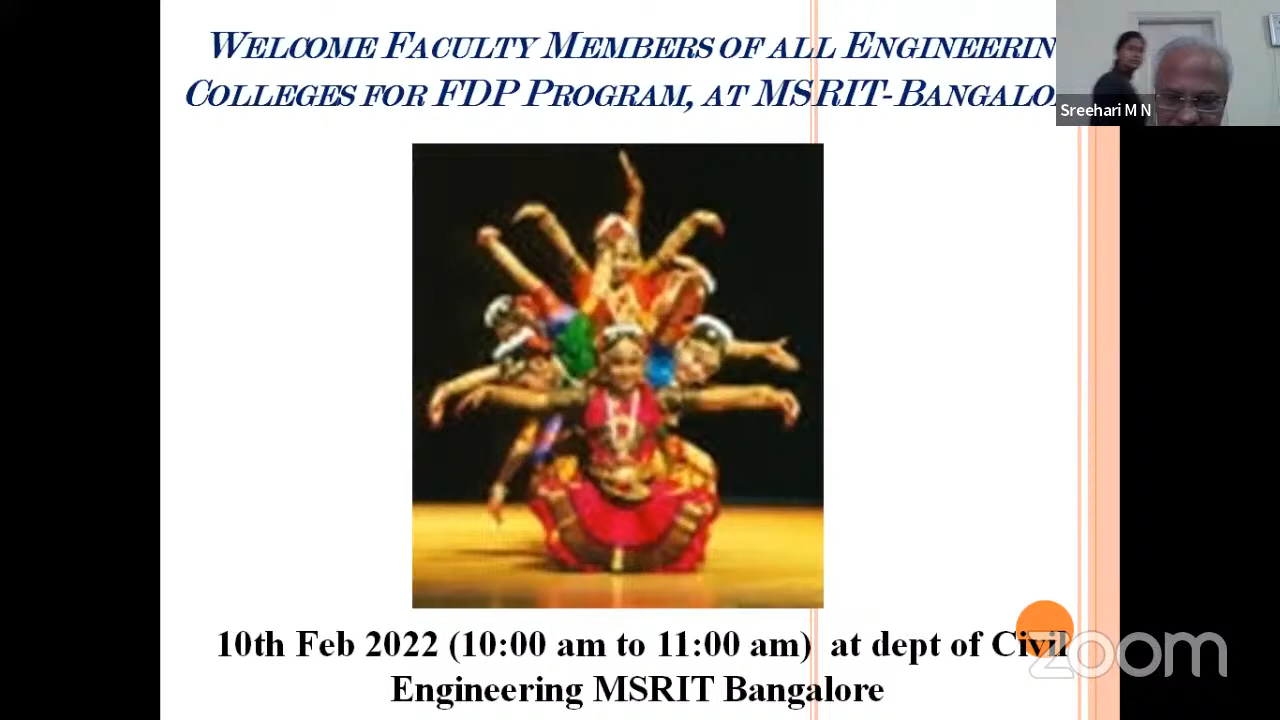 WELCOME FACULTY MEMBERS OF ALL ENGINEERIN
COLLEGES FOR FDP PROGRAM, AT MSRIT-BANGALO
Sreehari M N
10th Feb 2022 (10:00 am to 11:00 am) at dept of Civil
Engineering MSRIT Bangalore
zoom